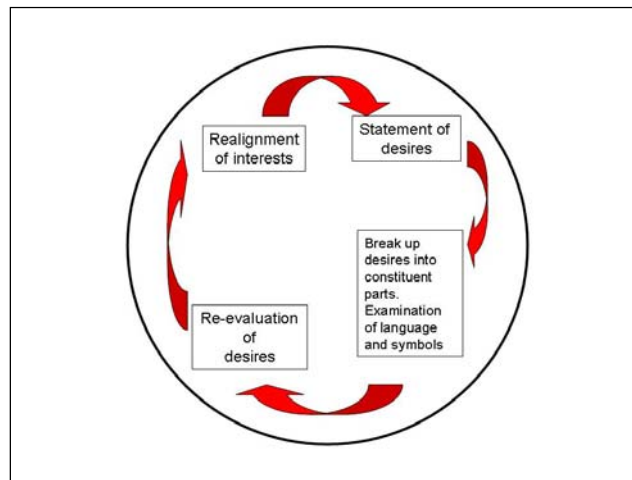 Realignment
of interests
Statement of
desires
Break up
desires into
constituent
parts.
Examination
of language
and symbols
Re-evaluation
of
desires